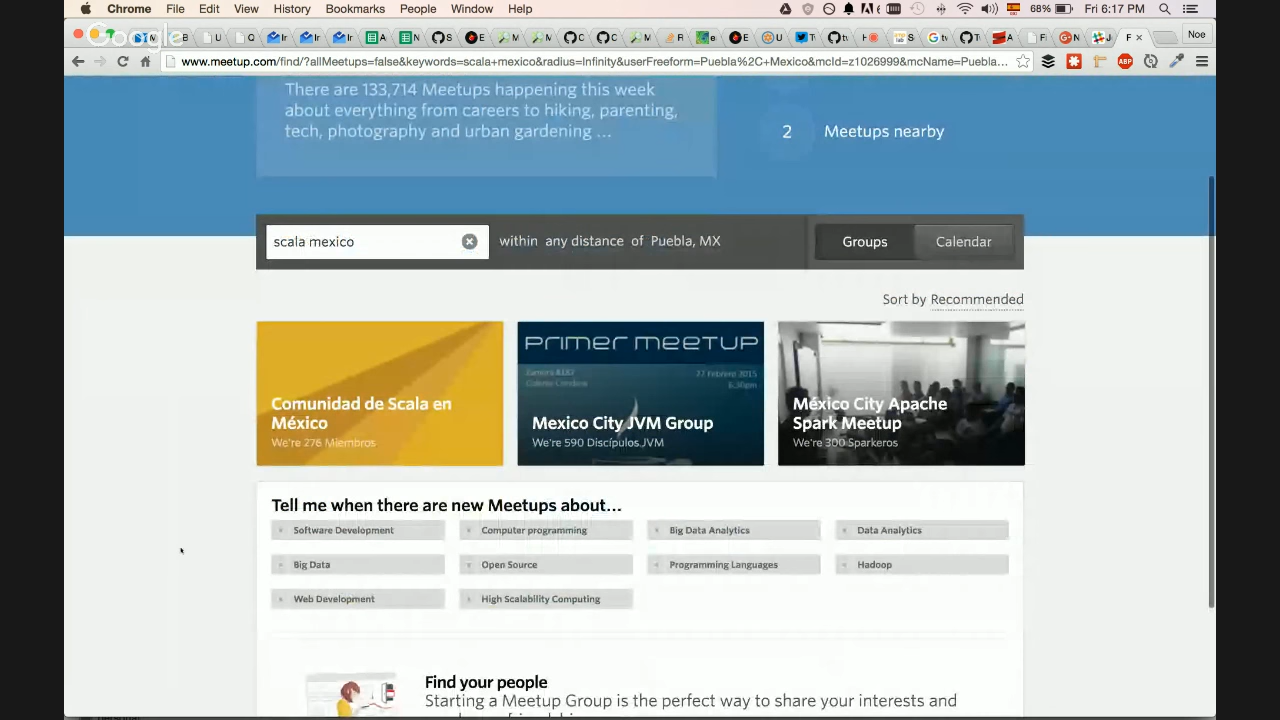 Chrome File Edit View History Bookmarks People Window Help 68% Fri 6:17 PM
Google
Noe
www.meetup.com/find/?allMeetups=false&keywords=scala+mexico&radius=Infinity&userFreeform=Puebla%2C+Mexico&mcId=z1026999&mcName=Puebla...
ABP
There are 133,714 Meetups happening this week
about everything from careers to hiking, parenting,
tech, photography and urban gardening ...
2 Meetups nearby
scala mexico within any distance of Puebla, MX Groups Calendar
Sort by Recommended
Comunidad de Scala en
México
We're 276 Miembros
PRIMER MEETUP
27 Febrero 2015
6:30pm
Mexico City JVM Group
We're 590 Discípulos JVM
México City Apache
Spark Meetup
We're 300 Sparkeros
Tell me when there are new Meetups about...
Software Development Computer programming Big Data Analytics Data Analytics
Big Data Open Source Programming Languages Hadoop
Web Development High Scalability Computing
Find your people
Starting a Meetup Group is the perfect way to share your interests and